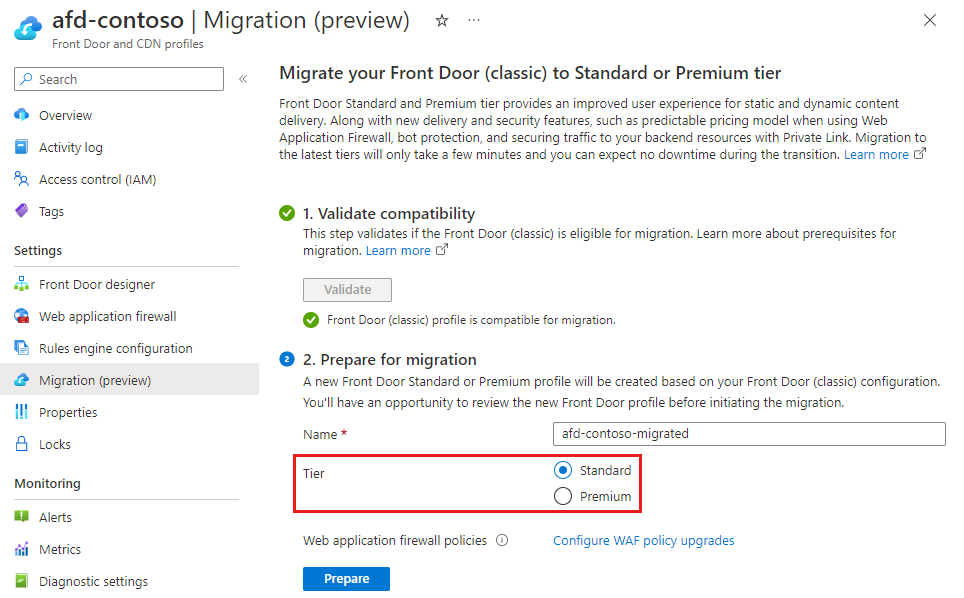 afd-contoso | Migration (preview)
Front Door and CDN profiles
Search
Overview
Activity log
Access control (IAM)
Tags
Settings
Front Door designer
Web application firewall
Rules engine configuration
Migration (preview)
Properties
Locks
Monitoring
Alerts
Metrics
Diagnostic settings
Migrate your Front Door (classic) to Standard or Premium tier
Front Door Standard and Premium tier provides an improved user experience for static and dynamic content
delivery. Along with new delivery and security features, such as predictable pricing model when using Web
Application Firewall, bot protection, and securing traffic to your backend resources with Private Link. Migration to
the latest tiers will only take a few minutes and you can expect no downtime during the transition. Learn more
1. Validate compatibility
This step validates if the Front Door (classic) is eligible for migration. Learn more about prerequisites for
migration. Learn more
Validate
Front Door (classic) profile is compatible for migration.
2 2. Prepare for migration
A new Front Door Standard or Premium profile will be created based on your Front Door (classic) configuration.
You'll have an opportunity to review the new Front Door profile before initiating the migration.
Name * afd-contoso-migrated
Tier Standard
Premium
Web application firewall policies Configure WAF policy upgrades
Prepare